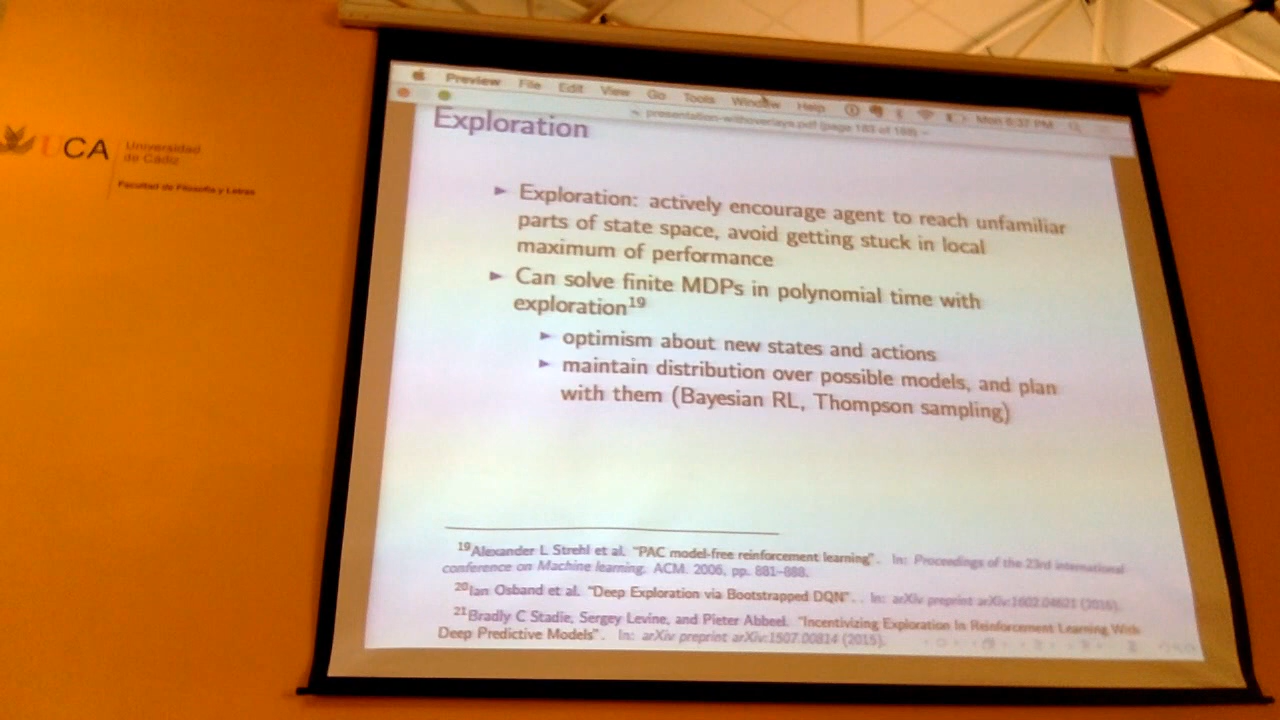 UCA
Universidad
de Cádiz
Facultad de Filosofía y Letras
Preview File Edit View Go Tools Window Help Mon 6:37 PM
presentation-withoverlays.pdf (page 183 of
Exploration
► Exploration: actively encourage agent to reach unfamiliar
parts of state space, avoid getting stuck in local
maximum of performance
► Can solve finite MDPs in polynomial time with
exploration19
► optimism about new states and actions
► maintain distribution over possible models, and plan
with them (Bayesian RL, Thompson sampling)
19Alexander L Strehl et al. "PAC model-free reinforcement learning". In: Proceedings of the 23rd international
conference on Machine learning. ACM. 2006, pp. 881–888.
20Ian Osband et al. "Deep Exploration via Bootstrapped DQN". . In: arXiv preprint arXiv:1602.04621 (2016).
21Bradly C Stadie, Sergey Levine, and Pieter Abbeel. "Incentivizing Exploration In Reinforcement Learning With
Deep Predictive Models". In: arXiv preprint arXiv:1507.00814 (2015).